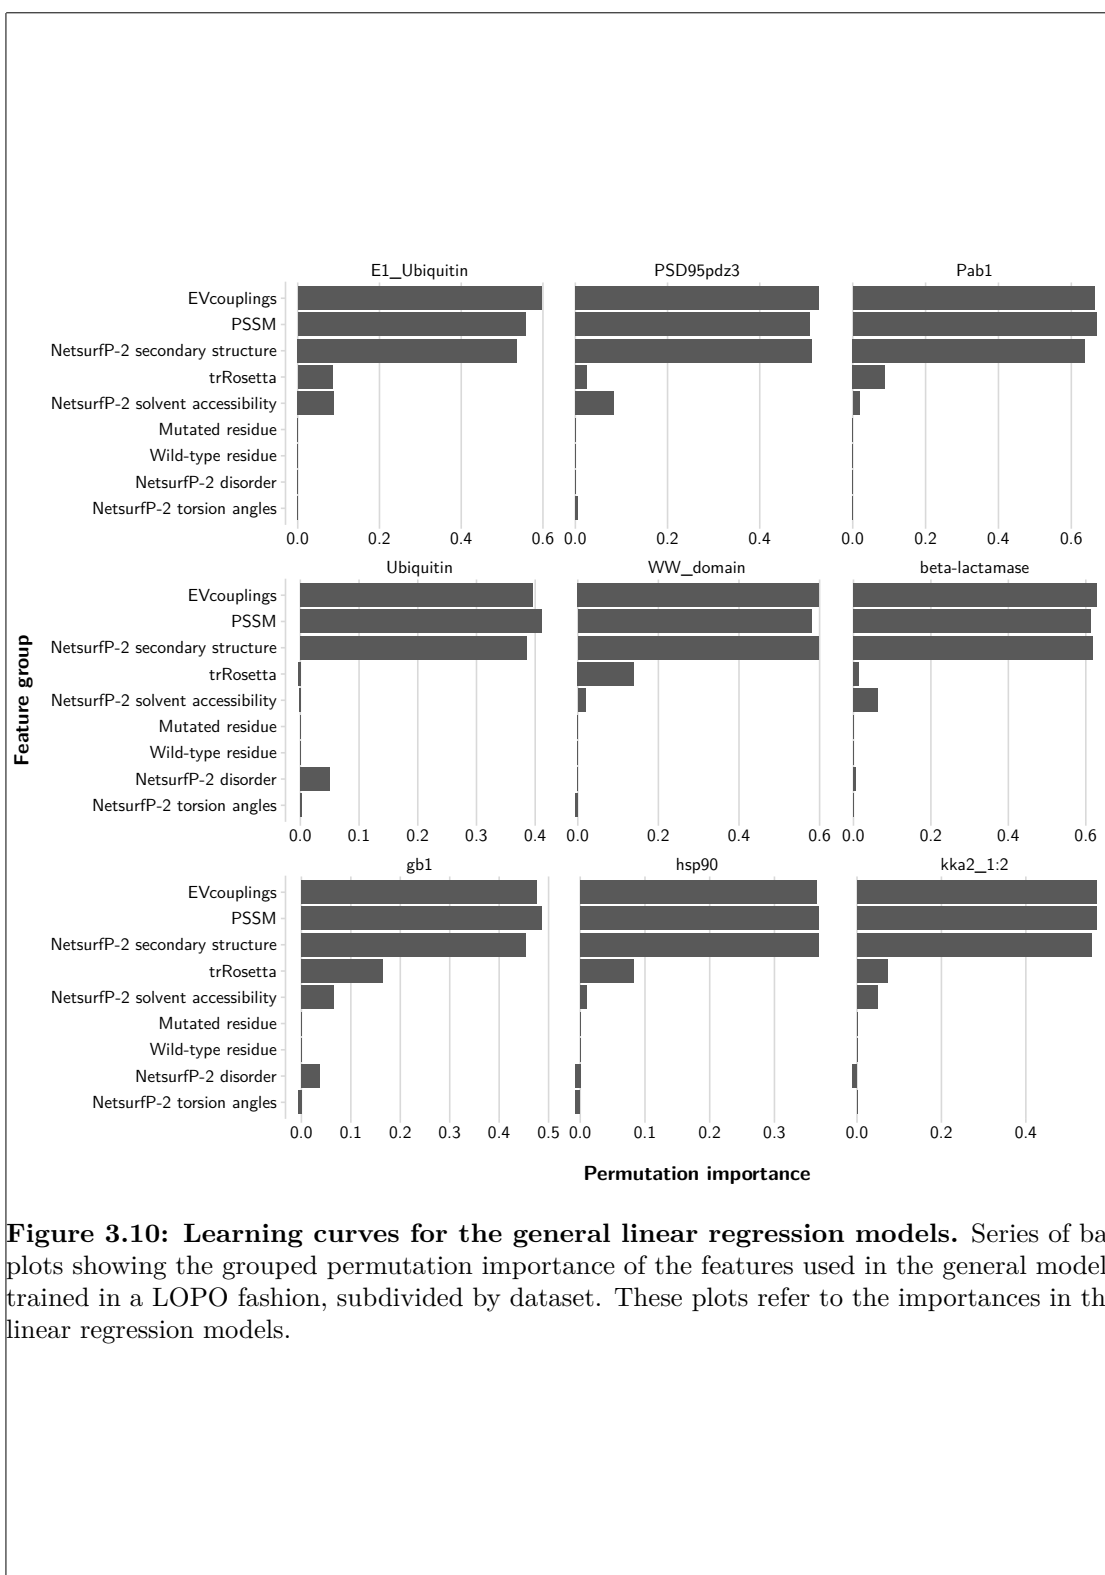 E1_Ubiquitin PSD95pdz3 Pab1
EVcouplings
PSSM
NetsurfP-2 secondary structure
trRosetta
NetsurfP-2 solvent accessibility
Mutated residue
Wild-type residue
NetsurfP-2 disorder
NetsurfP-2 torsion angles
0.0 0.2 0.4 0.6 0.0 0.2 0.4 0.0 0.2 0.4 0.6
Ubiquitin WW_domain beta-lactamase
EVcouplings
PSSM
NetsurfP-2 secondary structure
trRosetta
NetsurfP-2 solvent accessibility
Mutated residue
Wild-type residue
NetsurfP-2 disorder
NetsurfP-2 torsion angles
0.0 0.1 0.2 0.3 0.4 0.0 0.2 0.4 0.6 0.0 0.2 0.4 0.6
Feature group
gb1 hsp90 kka2_1:2
EVcouplings
PSSM
NetsurfP-2 secondary structure
trRosetta
NetsurfP-2 solvent accessibility
Mutated residue
Wild-type residue
NetsurfP-2 disorder
NetsurfP-2 torsion angles
0.0 0.1 0.2 0.3 0.4 0.5 0.0 0.1 0.2 0.3 0.0 0.2 0.4
Permutation importance
Figure 3.10: Learning curves for the general linear regression models. Series of ba
plots showing the grouped permutation importance of the features used in the general model
trained in a LOPO fashion, subdivided by dataset. These plots refer to the importances in th
linear regression models.